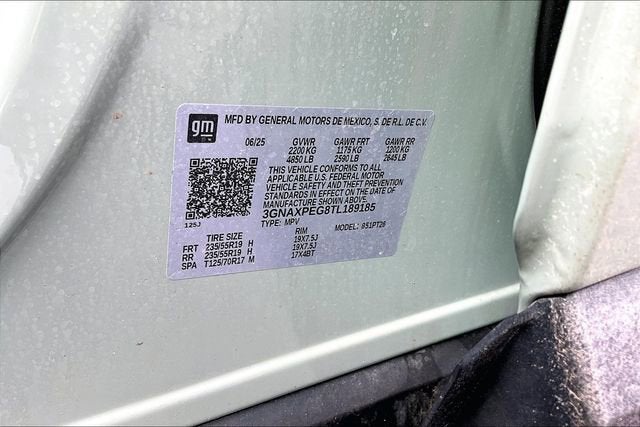 gm
MFD BY GENERAL MOTORS DE MEXICO, S. DE R.L. DE C.V.
06/25 GVWR GAWR FRT GAWR RR
2200 KG 1175 KG 1200 KG
4850 LB 2590 LB 2645 LB
THIS VEHICLE CONFORMS TO ALL
APPLICABLE U.S. FEDERAL MOTOR
VEHICLE SAFETY AND THEFT PREVENTION
STANDARDS IN EFFECT ON THE DATE OF
MANUFACTURE SHOWN ABOVE.
3GNAXPEG8TL189185
125J TYPE: MPV MODEL: 8S1PT26
TIRE SIZE RIM
FRT 235/55R19 H 19X7.5J
RR 235/55R19 H 19X7.5J
SPA T125/70R17 M 17X4BT